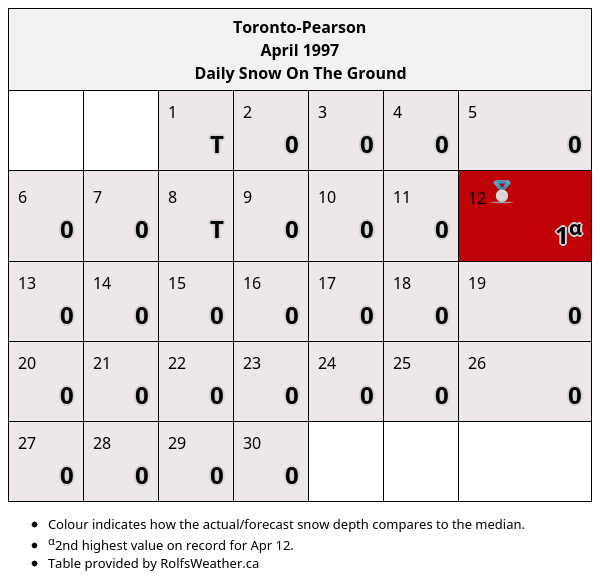 Toronto-Pearson
April 1997
Daily Snow On The Ground
1 2 3 4 5
T 0 0 0 0
6 7 8 9 10 11 12
0 0 T 0 0 0 1α
13 14 15 16 17 18 19
0 0 0 0 0 0 0
20 21 22 23 24 25 26
0 0 0 0 0 0 0
27 28 29 30
0 0 0 0
• Colour indicates how the actual/forecast snow depth compares to the median.
• α2nd highest value on record for Apr 12.
• Table provided by RolfsWeather.ca